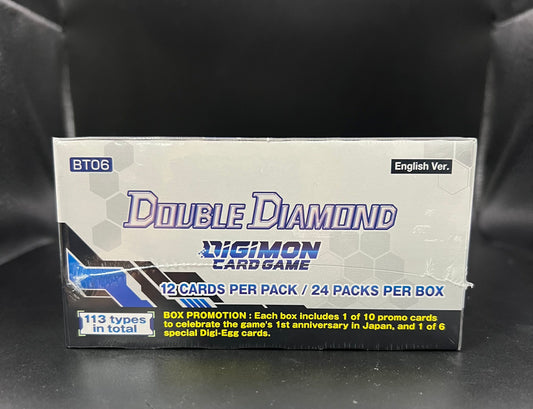 BT06
English Ver.
DOUBLE DIAMOND
DIGIMON
CARD GAME
12 CARDS PER PACK / 24 PACKS PER BOX
113 types
in total
BOX PROMOTION : Each box includes 1 of 10 promo cards
to celebrate the game's 1st anniversary in Japan, and 1 of 6
special Digi-Egg cards.